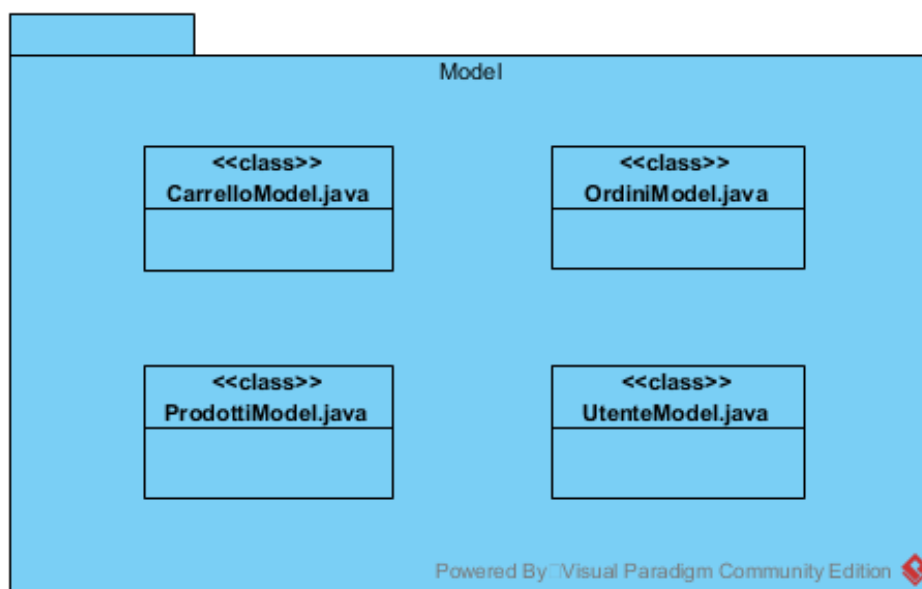 Model
<<class>>
CarrelloModel.java
<<class>>
OrdiniModel.java
<<class>>
ProdottiModel.java
<<class>>
UtenteModel.java
Powered By□Visual Paradigm Community Edition